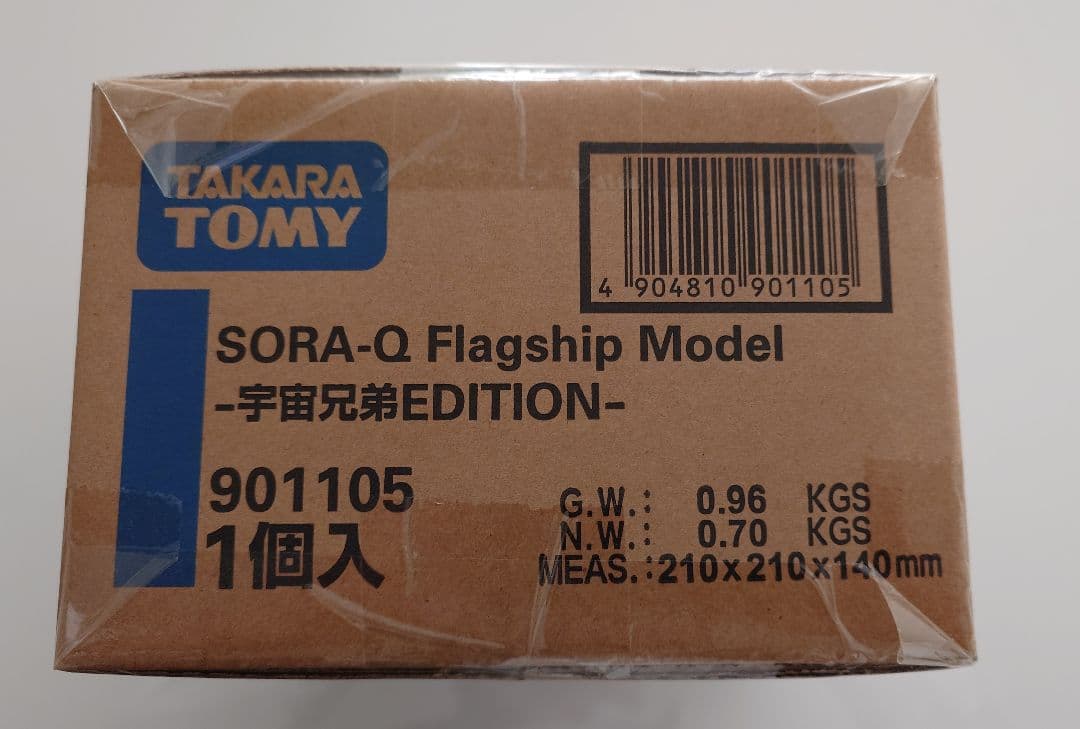 TAKARA
TOMY
4 904810 901105
SORA-Q Flagship Model
-宇宙兄弟EDITION-
901105
1個入
G.W.: 0.96 KGS
N.W.: 0.70 KGS
MEAS.:210x210x140mm